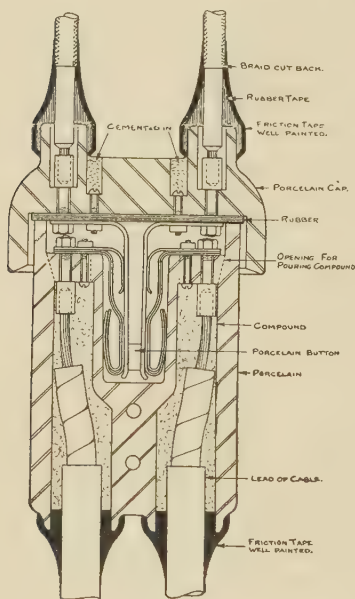 BRAID CUT BACK.
RUBBER TAPE
FRICTION TAPE
WELL PAINTED.
CEMENTED IN
PORCELAIN CAP.
RUBBER
OPENING FOR
POURING COMPOUND
COMPOUND
PORCELAIN BUTTON
PORCELAIN
LEAD OF CABLE.
FRICTION TAPE
WELL PAINTED.